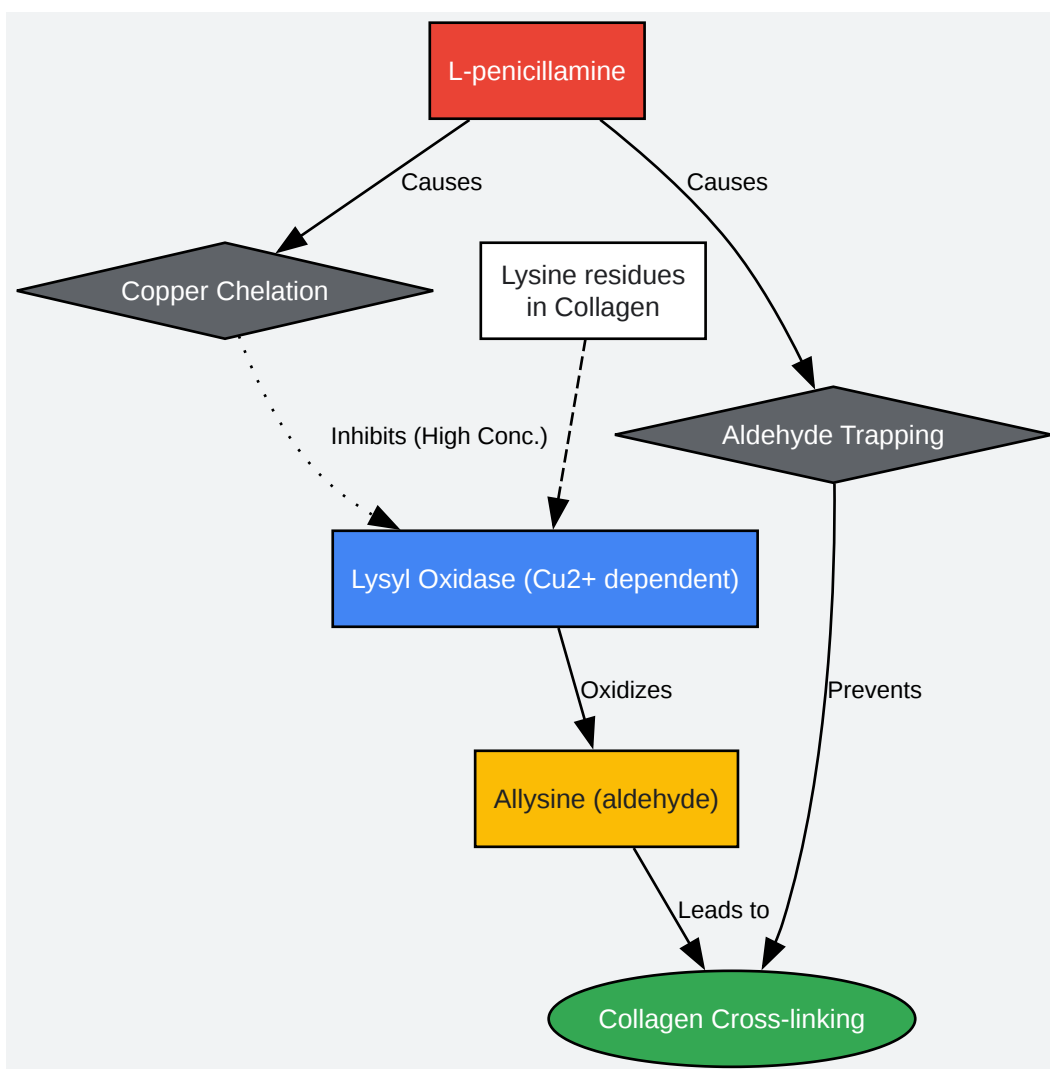 L-penicillamine
Causes
Causes
Copper Chelation
Lysine residues
in Collagen
Aldehyde Trapping
Inhibits (High Conc.)
Lysyl Oxidase (Cu2+ dependent)
Oxidizes
Prevents
Allysine (aldehyde)
Leads to
Collagen Cross-linking